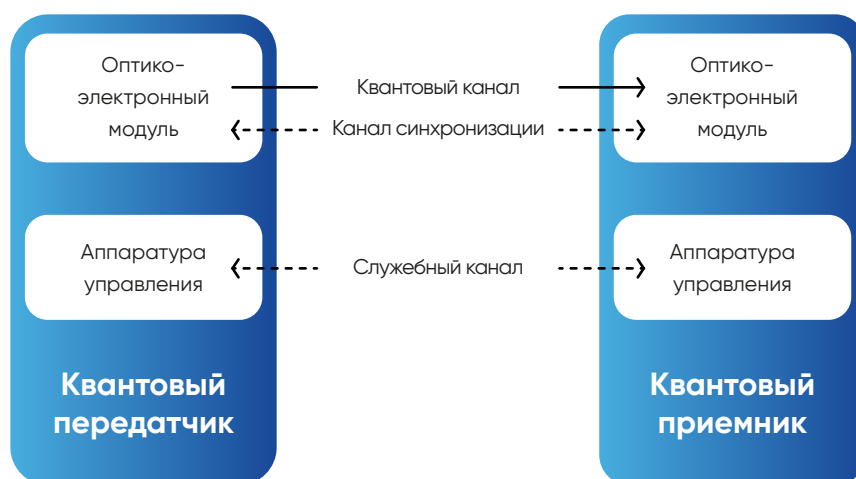 Оптико-
электронный
модуль
Квантовый канал
Канал синхронизации
Оптико-
электронный
модуль
Аппаратура
управления
Служебный канал
Аппаратура
управления
Квантовый
передатчик
Квантовый
приемник